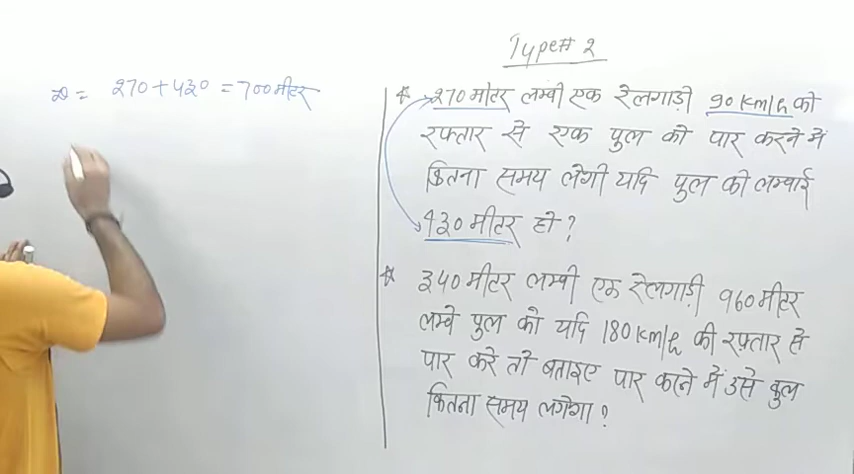 Type# 2
D = 270 + 430 = 700 मीटर
* 270 मीटर लम्बी एक रेलगाड़ी 90 km/h को
रफ्तार से एक पुल को पार करने में
कितना समय लेगी यदि पुल की लम्बाई
430 मीटर हो ?
* 340 मीटर लम्बी एक रेलगाड़ी 960 मीटर
लम्बे पुल को यदि 180 km/h की रफ़्तार से
पार करे तो बताइए पार करने में उसे कुल
कितना समय लगेगा ?